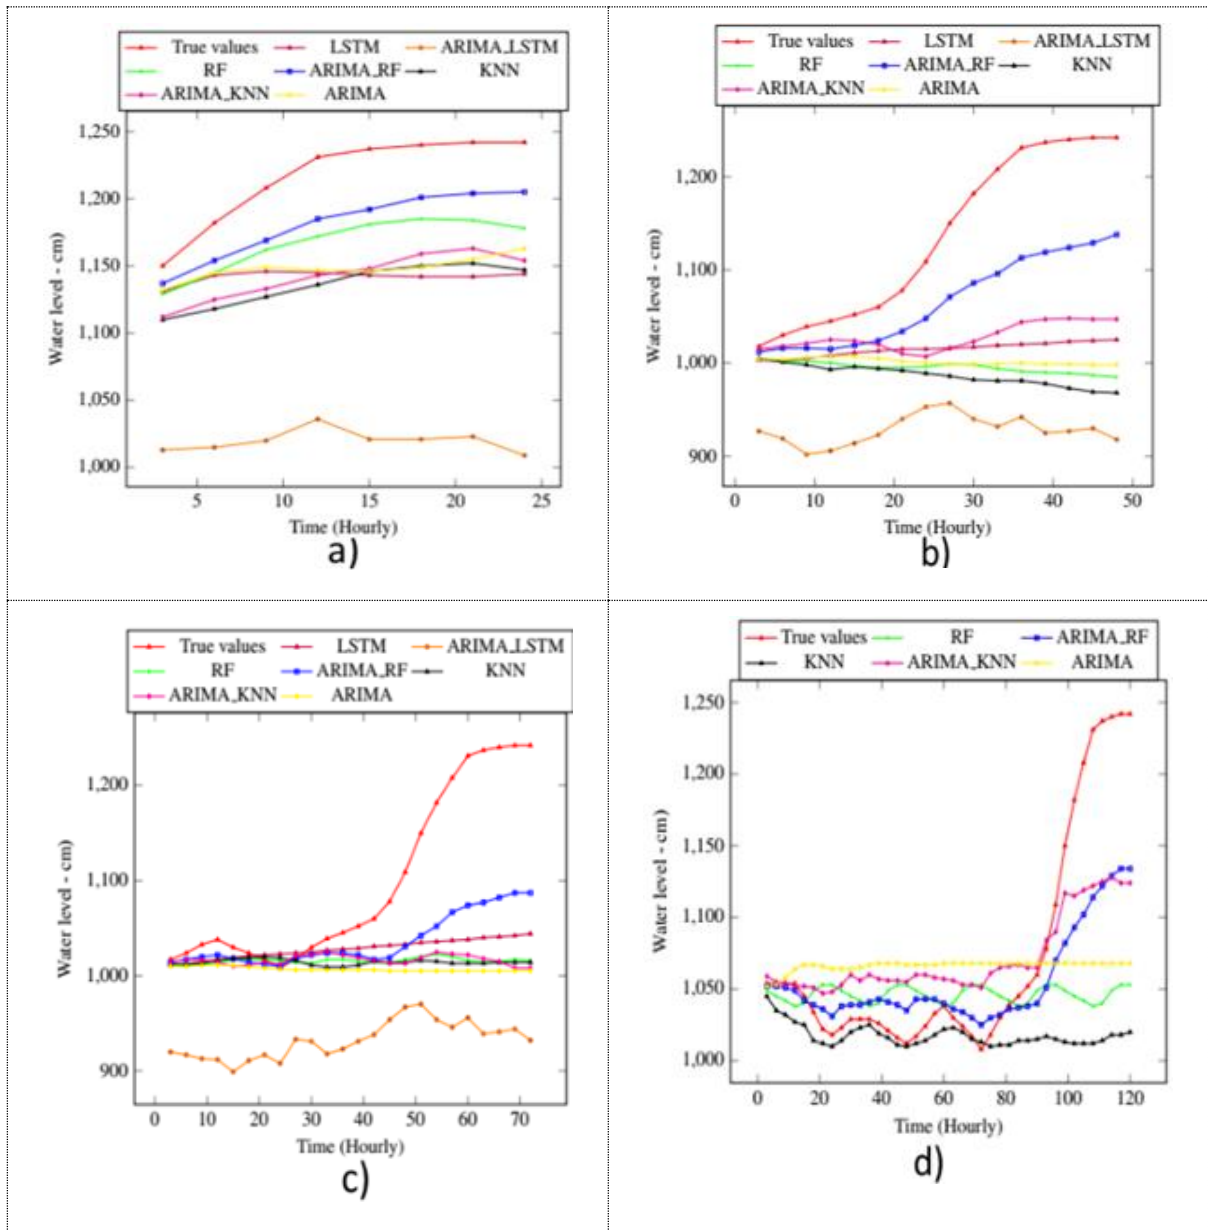 True values LSTM ARIMA_LSTM
RF ARIMA_RF KNN
ARIMA_KNN ARIMA
1,250
1,200
1,150
1,100
1,050
1,000
Water level - cm)
5 10 15 20 25
Time (Hourly)
a)
True values LSTM ARIMA_LSTM
RF ARIMA_RF KNN
ARIMA_KNN ARIMA
1,200
1,100
1,000
900
Water level - cm)
0 10 20 30 40 50
Time (Hourly)
b)
True values LSTM ARIMA_LSTM
RF ARIMA_RF KNN
ARIMA_KNN ARIMA
1,200
1,100
1,000
900
Water level - cm)
0 10 20 30 40 50 60 70
Time (Hourly)
c)
True values RF ARIMA_RF
KNN ARIMA_KNN ARIMA
1,250
1,200
1,150
1,100
1,050
1,000
Water level - cm)
0 20 40 60 80 100 120
Time (Hourly)
d)